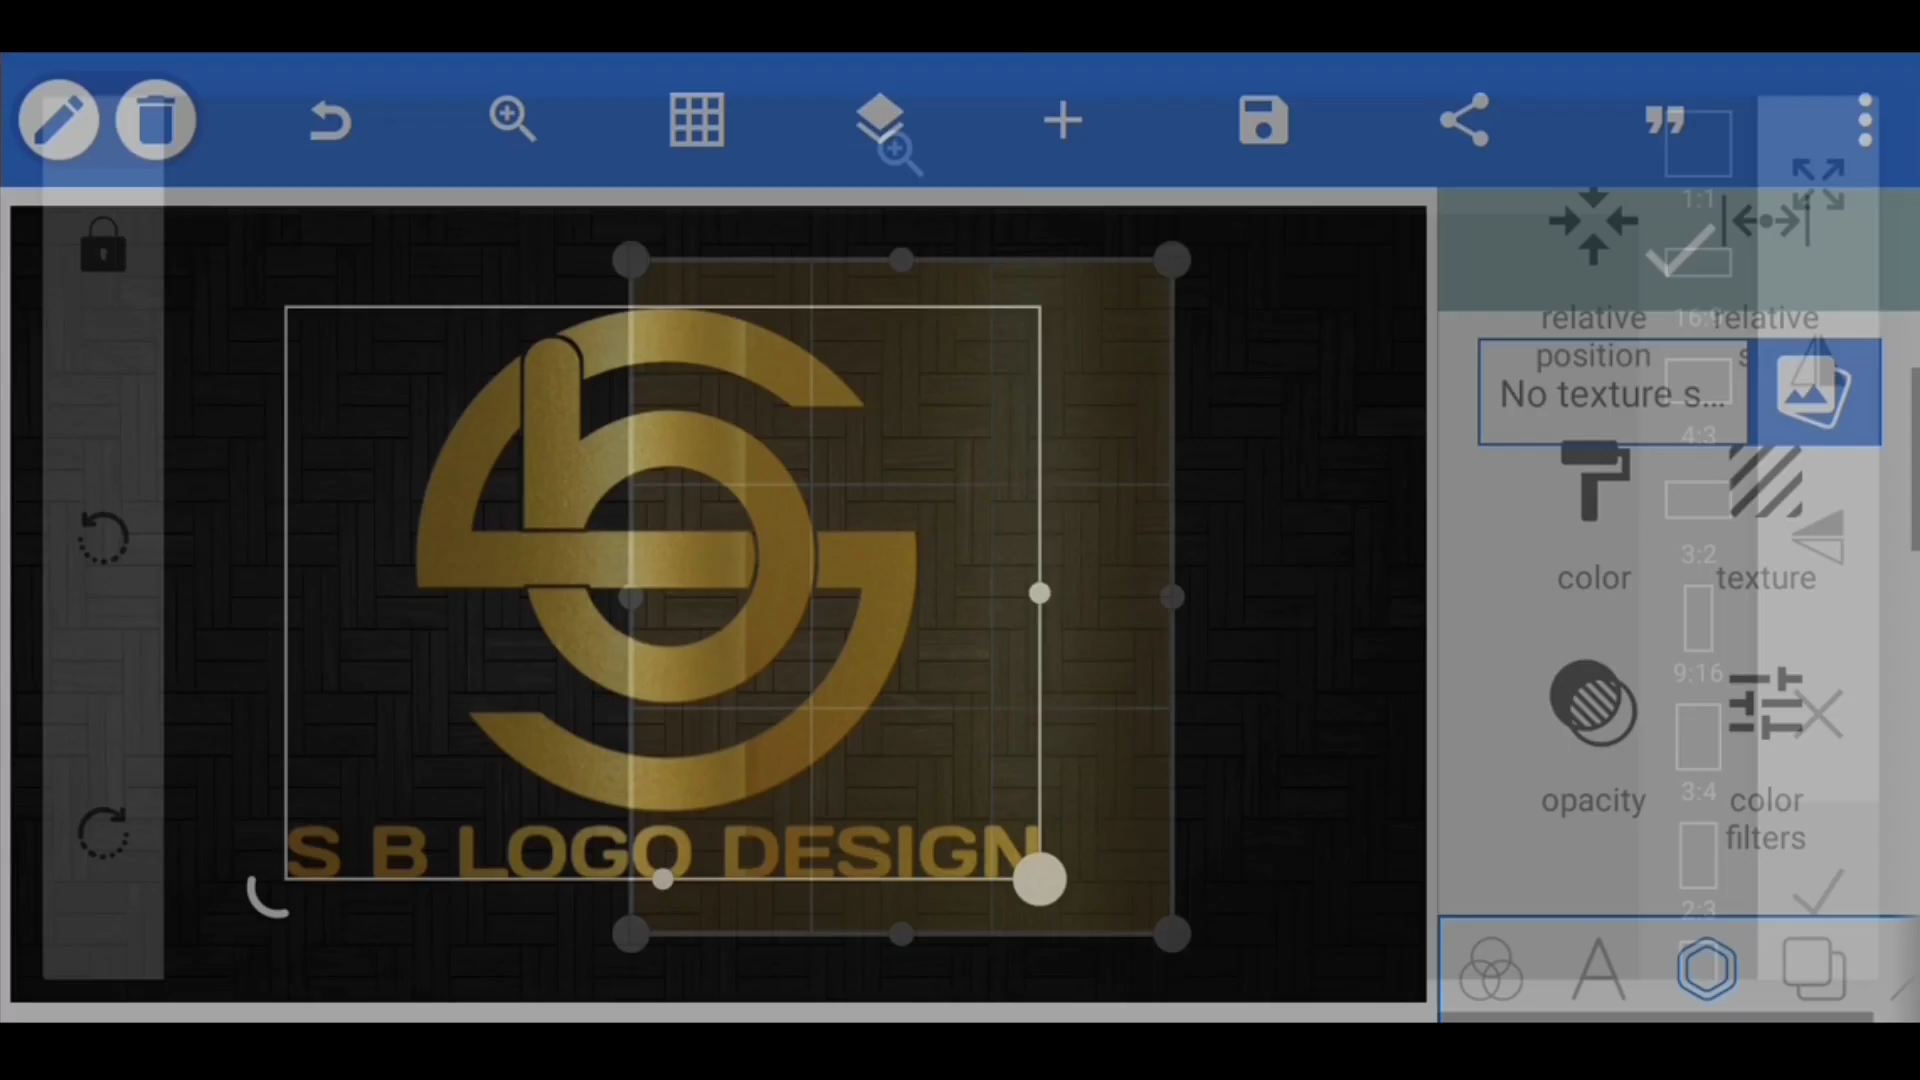 1:1
relative
position
16:9
relative
s
No texture s...
4:3
color
3:2
texture
9:16
opacity
3:4
color
filters
2:3
S B LOGO DESIGN